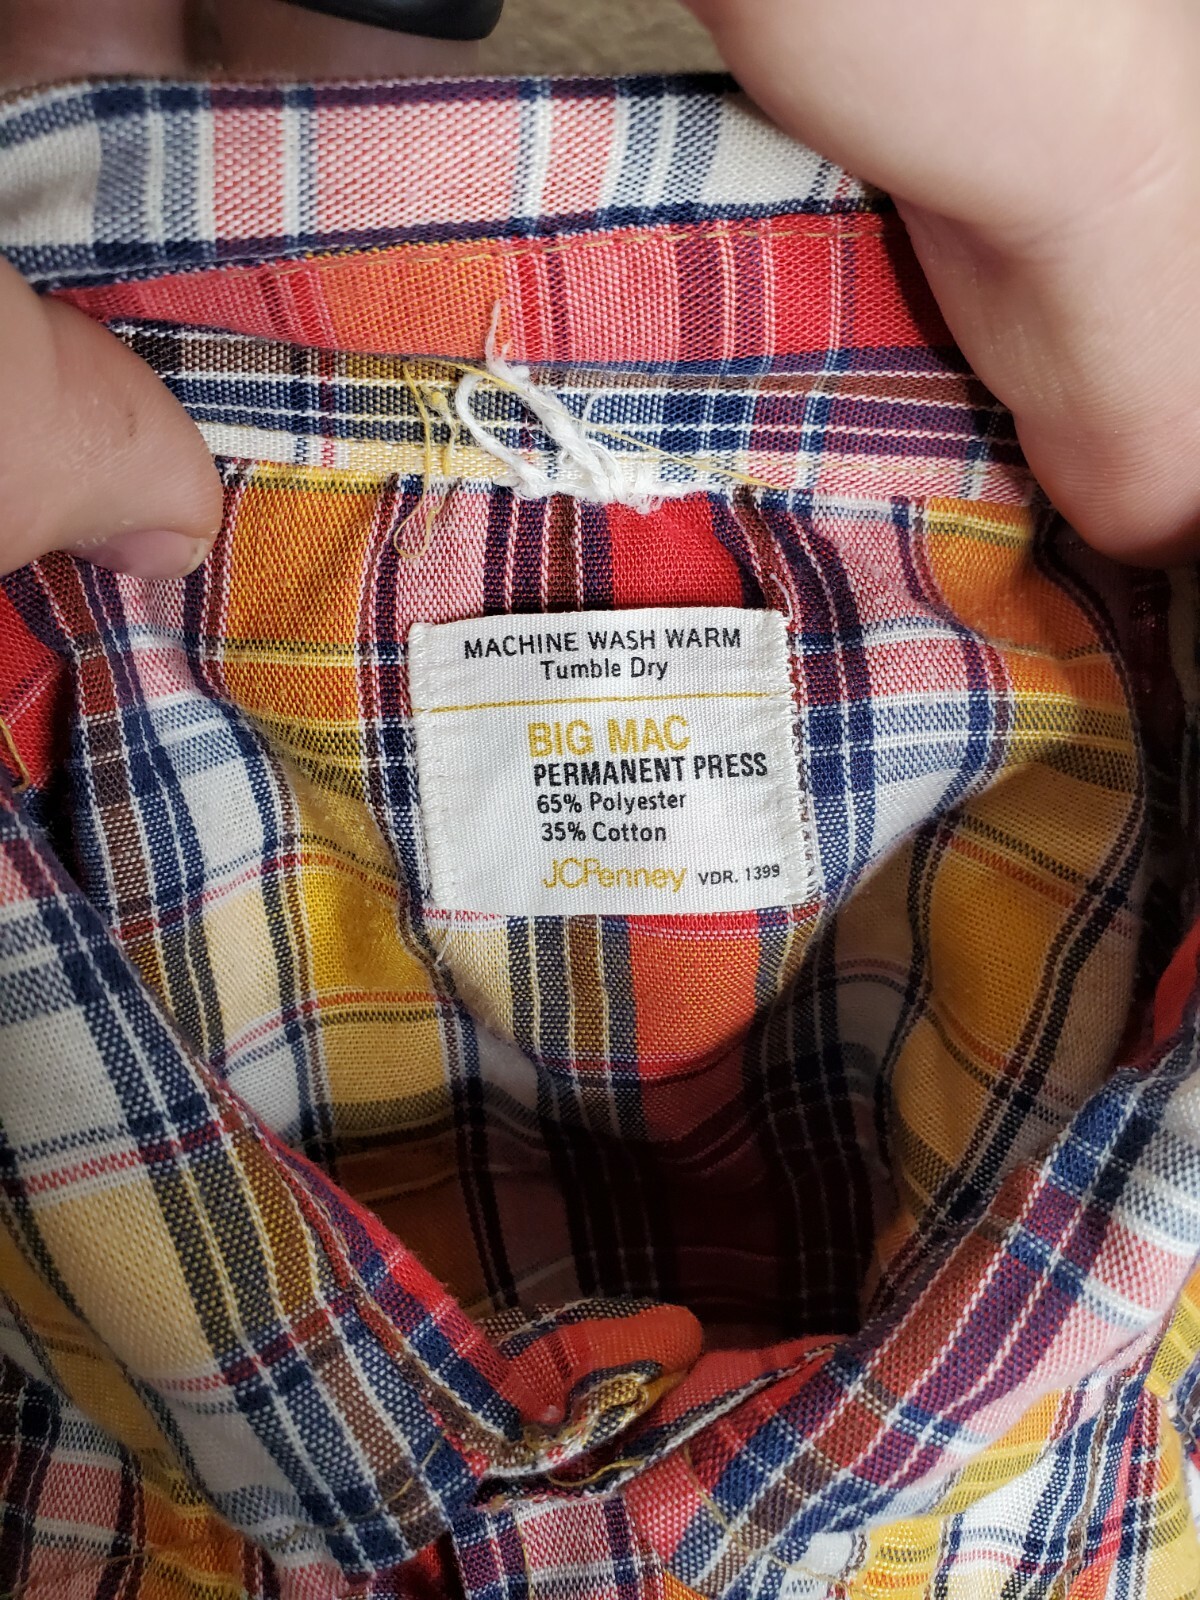 MACHINE WASH WARM
Tumble Dry
BIG MAC
PERMANENT PRESS
65% Polyester
35% Cotton
JCPenney VDR. 1399